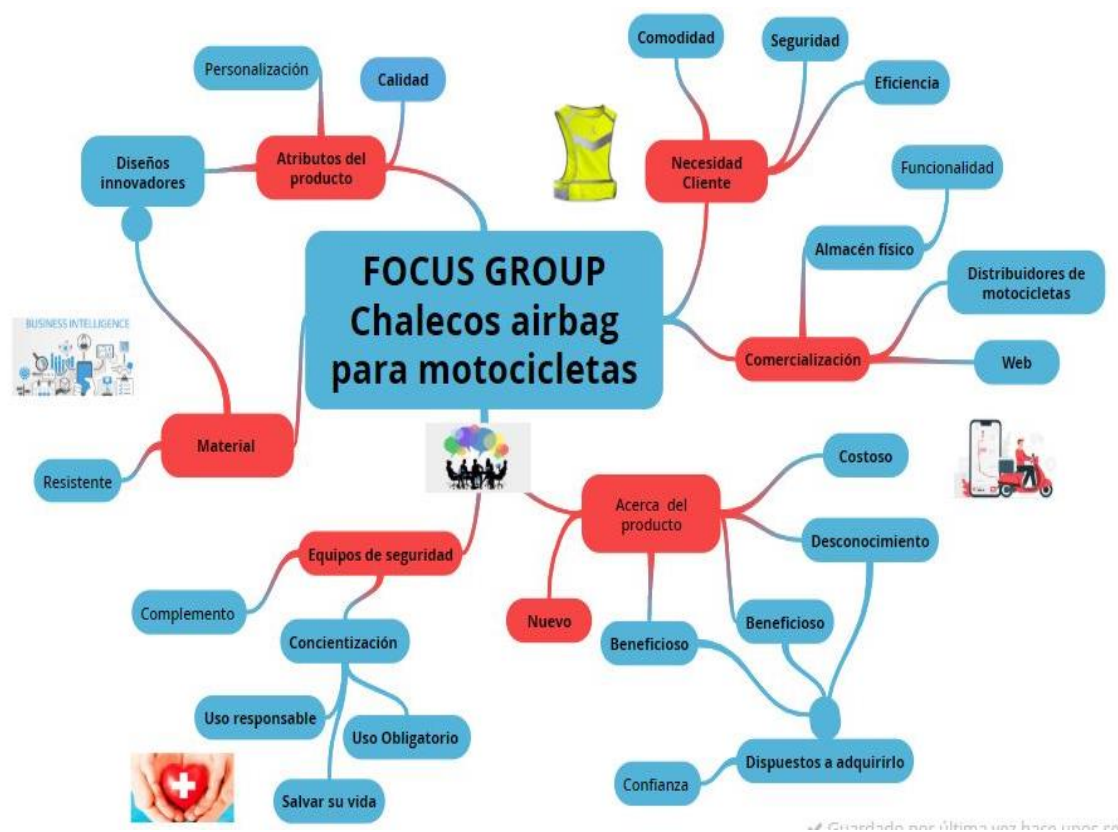 Comodidad
Seguridad
Eficiencia
Personalización
Calidad
Atributos del
producto
Diseños
innovadores
Necesidad
Cliente
Funcionalidad
Almacén físico
Distribuidores de
motocicletas
Comercialización
Web
FOCUS GROUP
Chalecos airbag
para motocicletas
BUSINESS INTELLIGENCE
Material
Resistente
Costoso
Acerca del
producto
Desconocimiento
Equipos de seguridad
Complemento
Nuevo
Beneficioso
Beneficioso
Concientización
Uso responsable
Uso Obligatorio
Salvar su vida
Dispuestos a adquirirlo
Confianza
Guardado por última vez hace unos